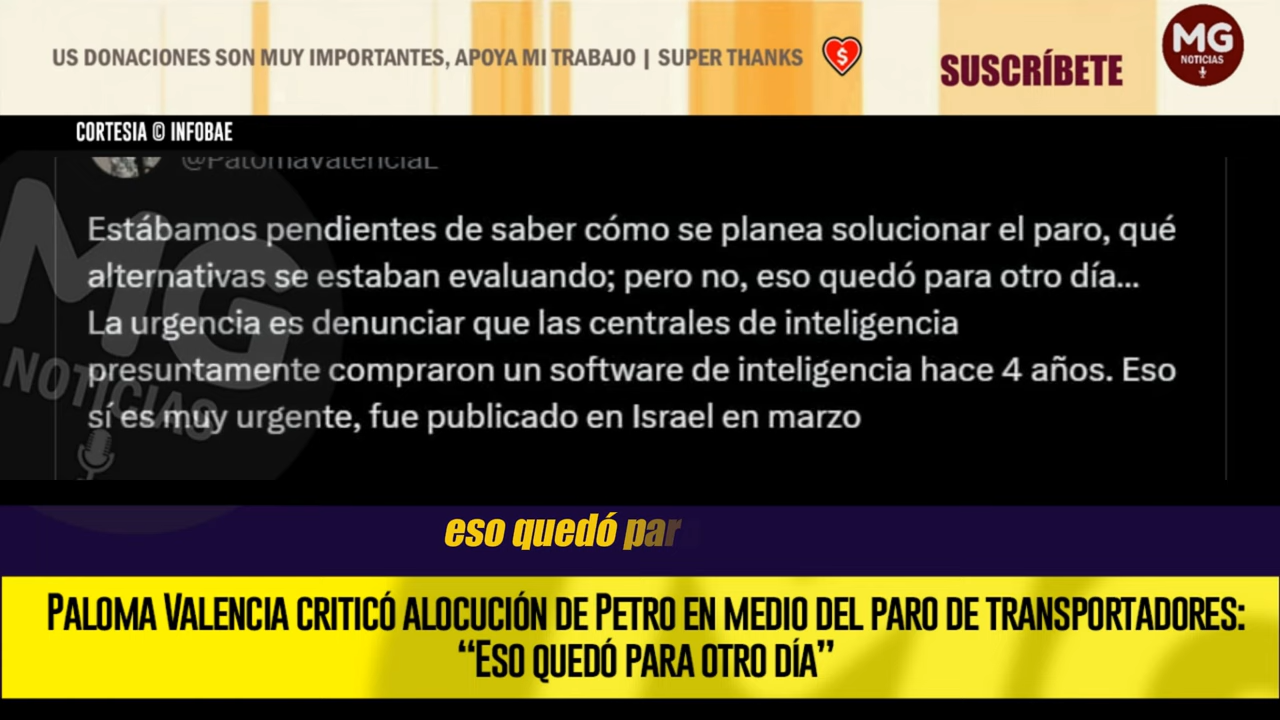 US DONACIONES SON MUY IMPORTANTES, APOYA MI TRABAJO | SUPER THANKS
SUSCRÍBETE
MG
NOTICIAS
CORTESIA © INFOBAE
@PalomaValenciaL
Estábamos pendientes de saber cómo se planea solucionar el paro, qué
alternativas se estaban evaluando; pero no, eso quedó para otro día...
La urgencia es denunciar que las centrales de inteligencia
presuntamente compraron un software de inteligencia hace 4 años. Eso
sí es muy urgente, fue publicado en Israel en marzo
MG
NOTICIAS
eso quedó par
PALOMA VALENCIA CRITICÓ ALOCUCIÓN DE PETRO EN MEDIO DEL PARO DE TRANSPORTADORES:
“ESO QUEDÓ PARA OTRO DÍA”